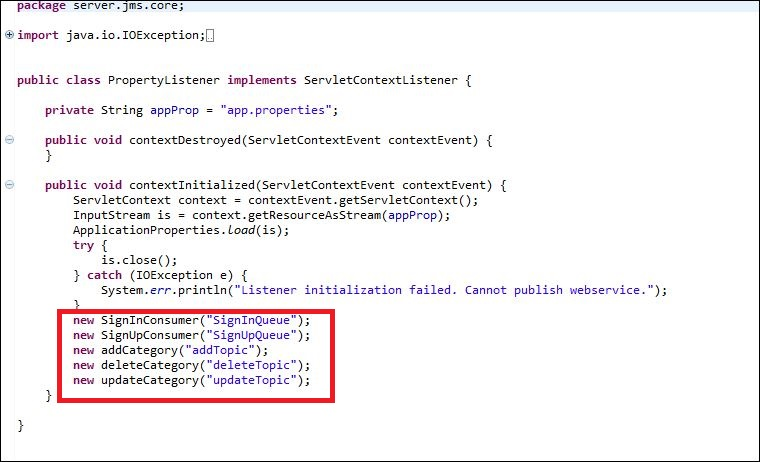 package server.jms.core;
import java.io.IOException;
public class PropertyListener implements ServletContextListener {
private String appProp = "app.properties";
public void contextDestroyed(ServletContextEvent contextEvent) {
}
public void contextInitialized(ServletContextEvent contextEvent) {
ServletContext context = contextEvent.getServletContext();
InputStream is = context.getResourceAsStream(appProp);
ApplicationProperties.load(is);
try {
is.close();
} catch (IOException e) {
System.err.println("Listener initialization failed. Cannot publish webservice.");
}
new SignInConsumer("SignInQueue");
new SignUpConsumer("SignUpQueue");
new addCategory("addTopic");
new deleteCategory("deleteTopic");
new updateCategory("updateTopic");
}
}